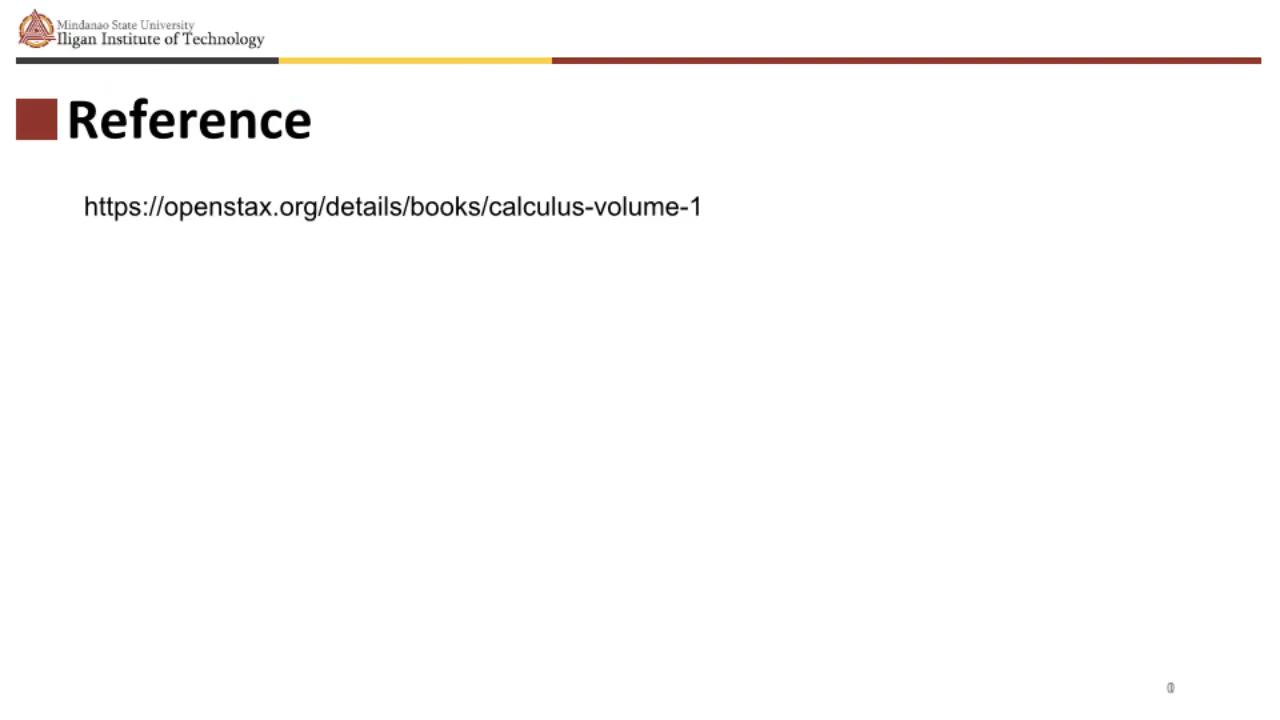 Mindanao State University
Iligan Institute of Technology
Reference
https://openstax.org/details/books/calculus-volume-1